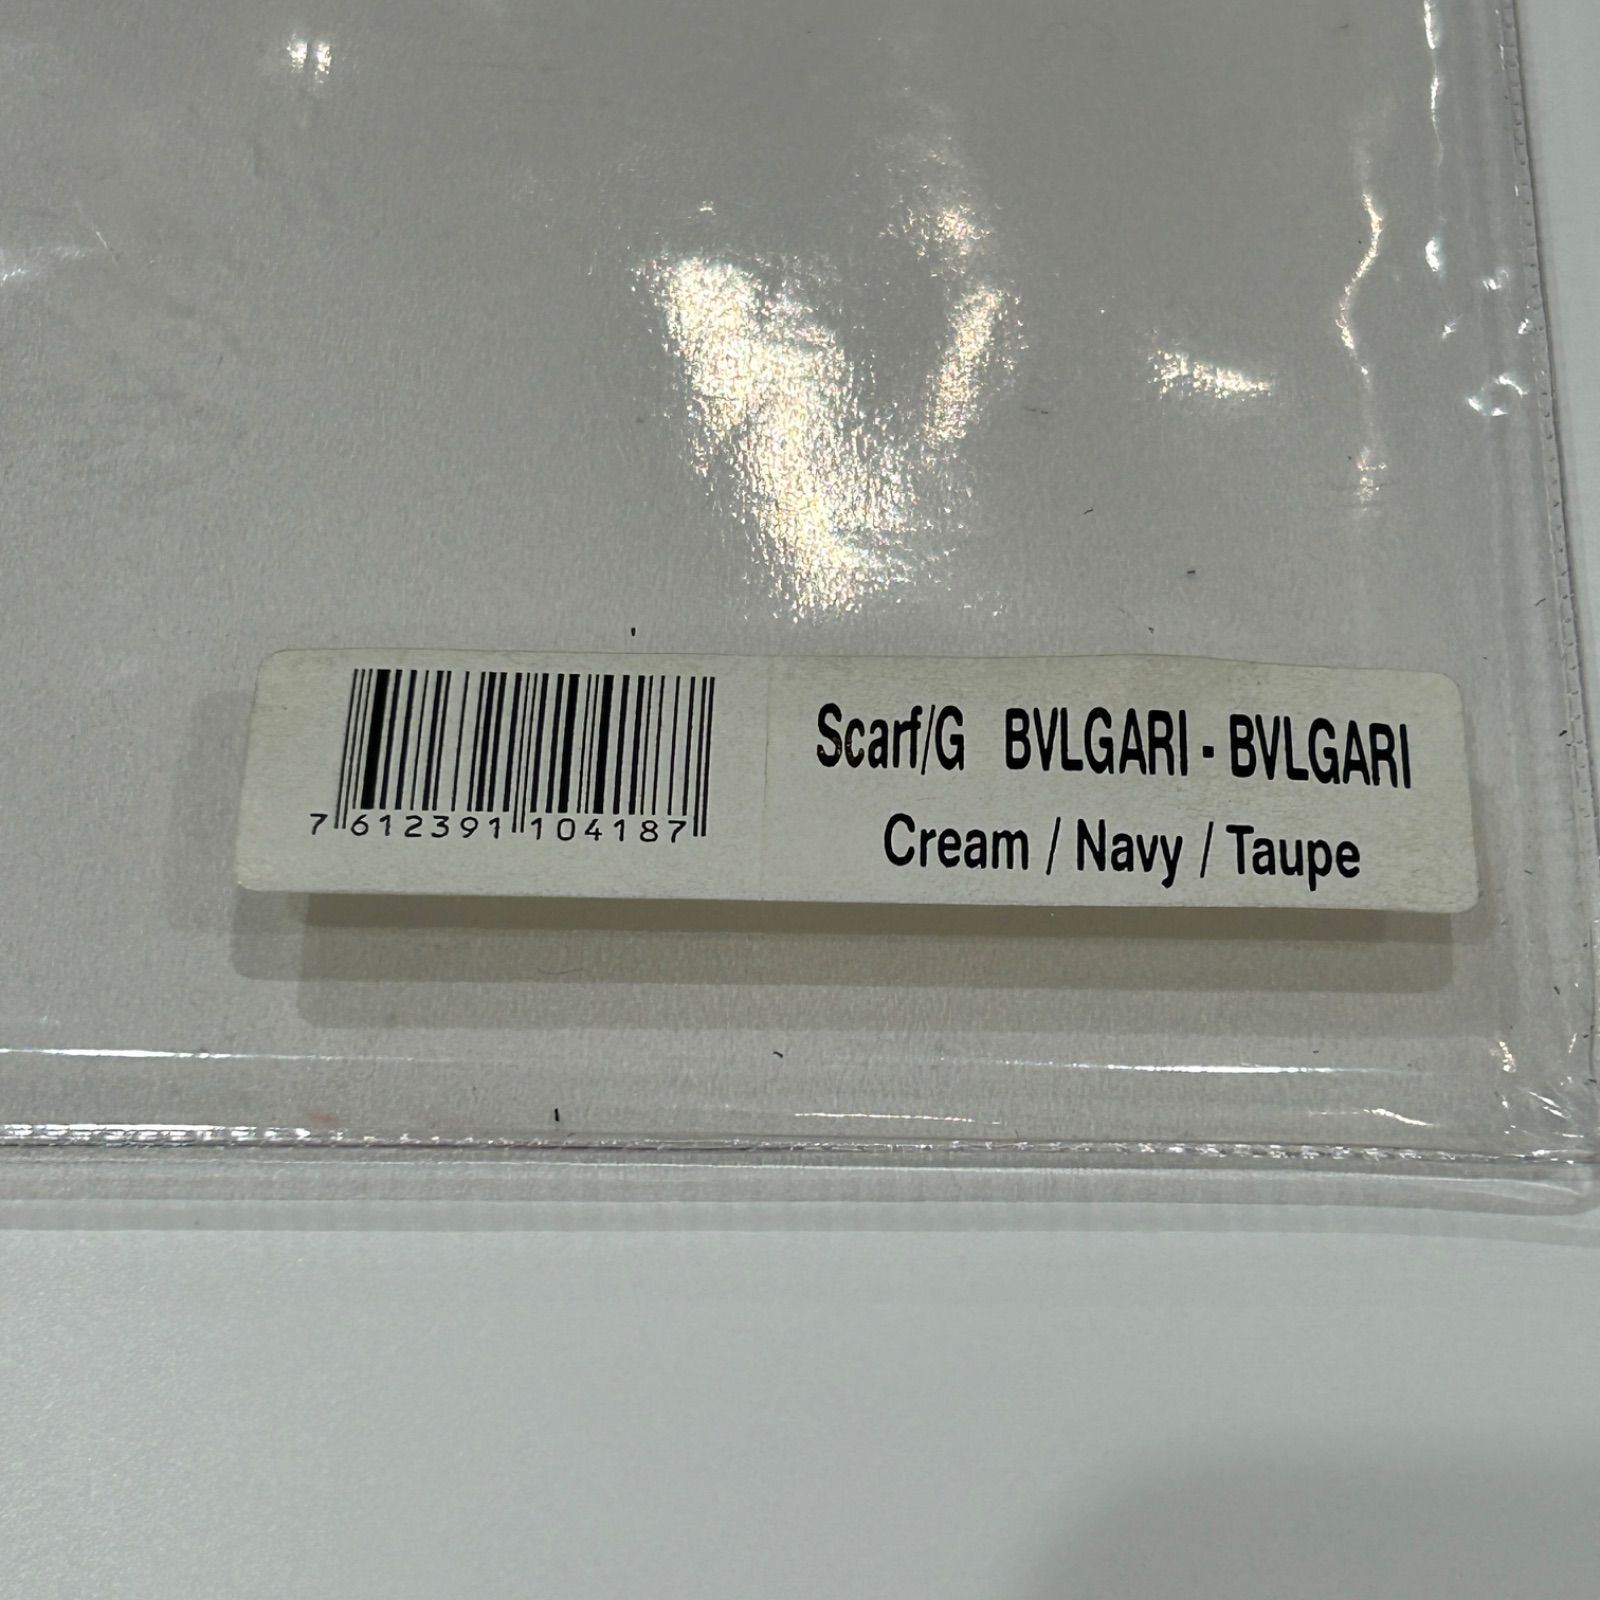 Scarf/G BVLGARI - BVLGARI
Cream / Navy / Taupe
7 612391 104187